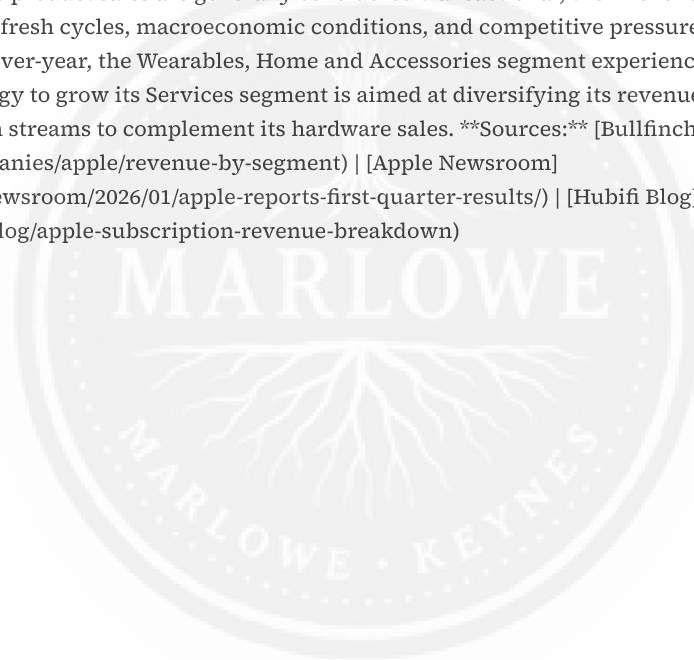 fresh cycles, macroeconomic conditions, and competitive pressure
ver-year, the Wearables, Home and Accessories segment experienc
gy to grow its Services segment is aimed at diversifying its revenue
n streams to complement its hardware sales. **Sources:** [Bullfinch
anies/apple/revenue-by-segment) | [Apple Newsroom]
ewsroom/2026/01/apple-reports-first-quarter-results/) | [Hubifi Blog]
log/apple-subscription-revenue-breakdown)
MARLOWE
MARLOWE · KEYNES